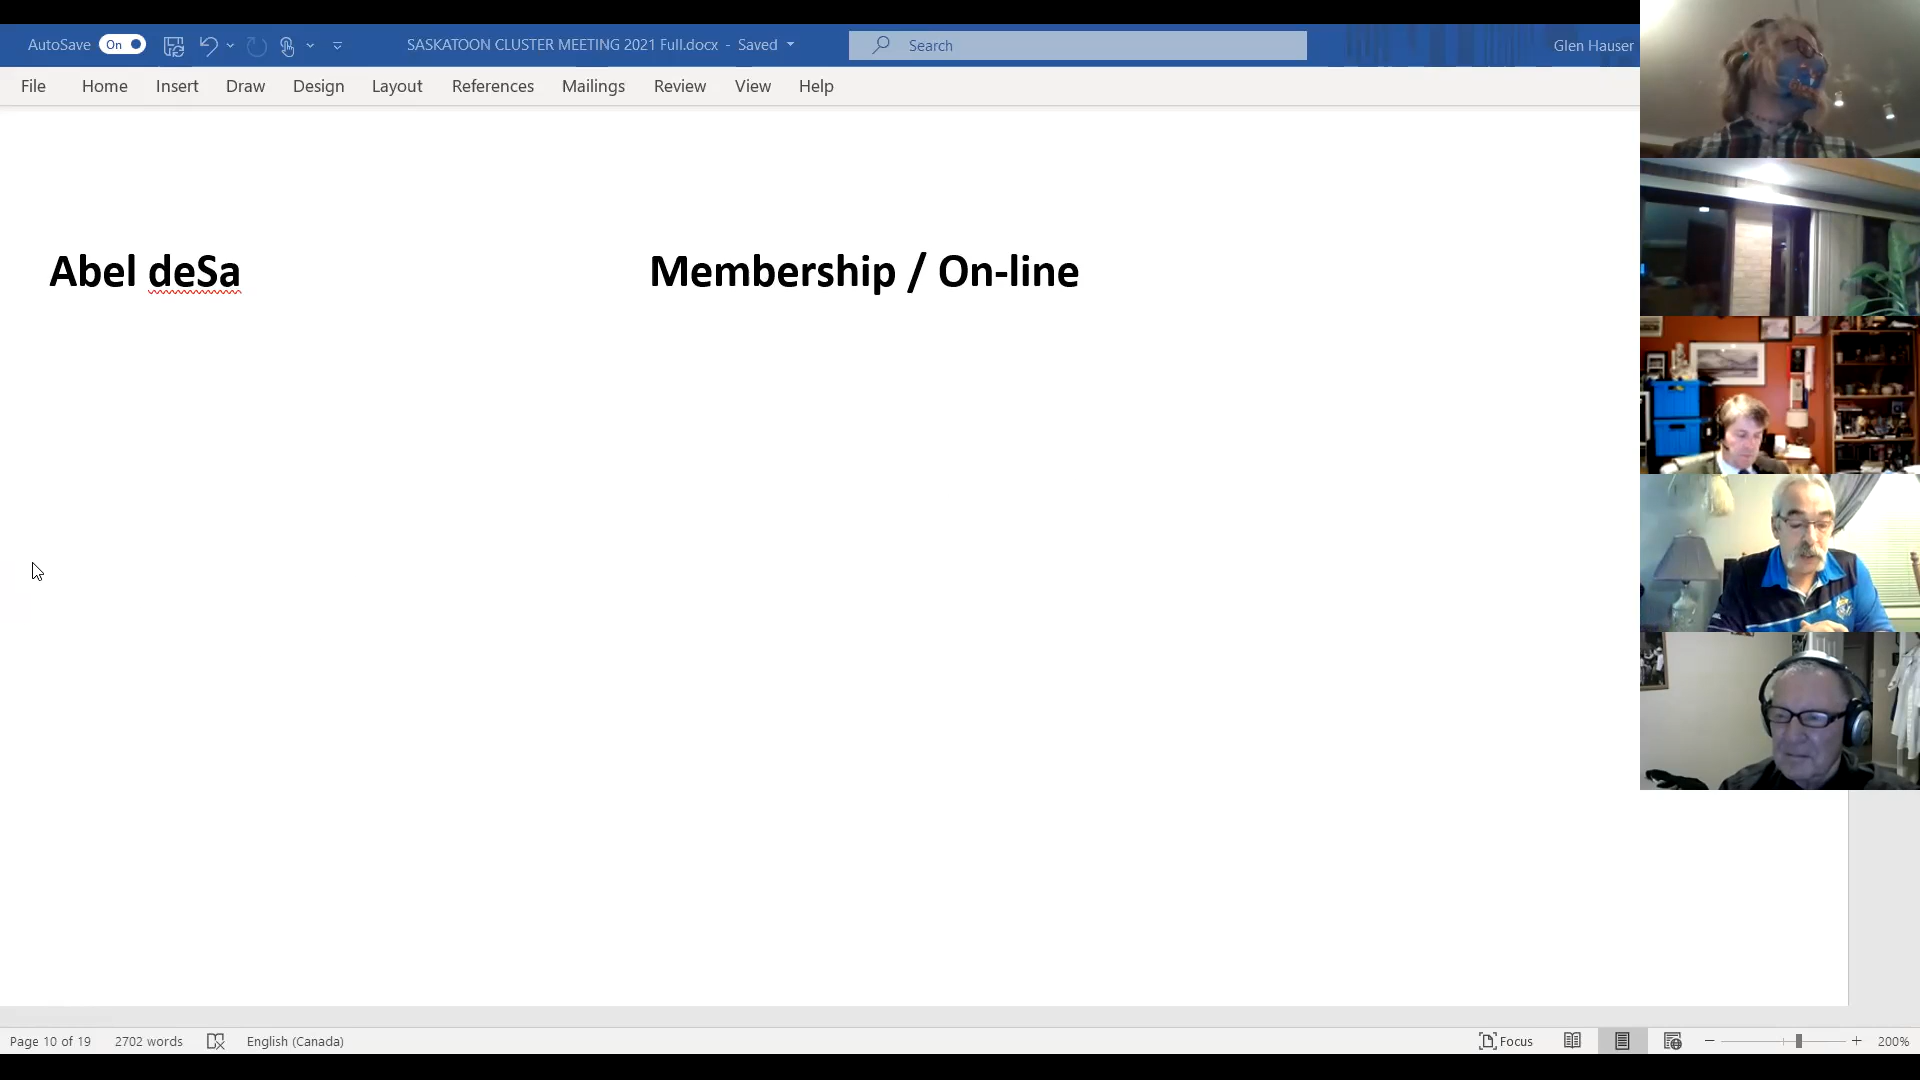 AutoSave On SASKATOON CLUSTER MEETING 2021 Full.docx - Saved Search Glen Hauser
File Home Insert Draw Design Layout References Mailings Review View Help
Abel deSa Membership / On-line
Page 10 of 19 2702 words English (Canada) Focus 200%